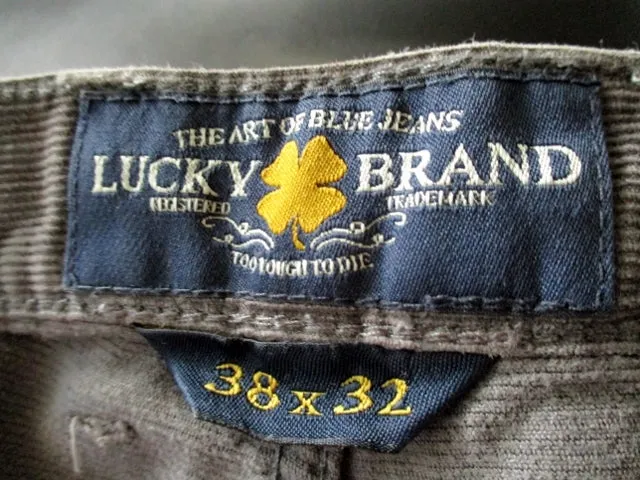 THE ART OF BLUE JEANS
LUCKY BRAND
REGISTERED TRADEMARK
TOO TOUGH TO DIE
38 x 32